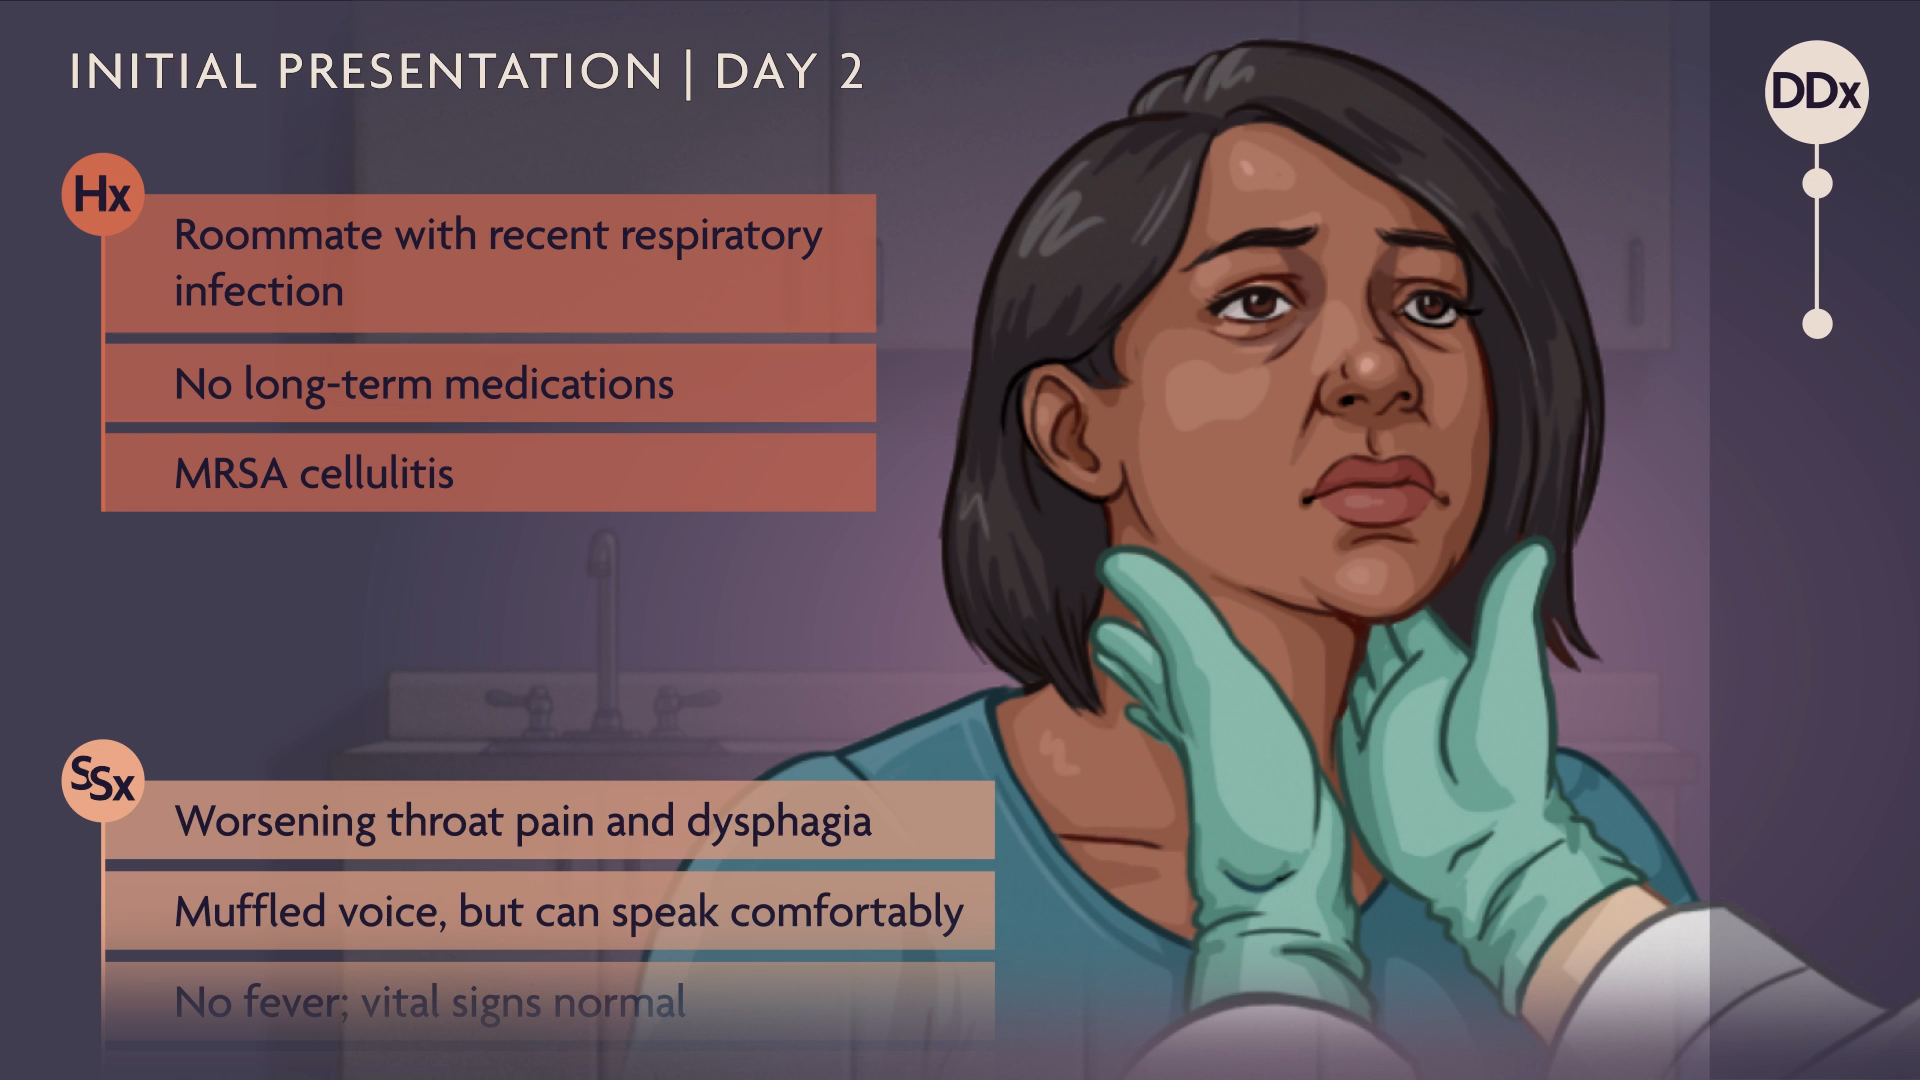 INITIAL PRESENTATION | DAY 2
DDx
Hx
Roommate with recent respiratory
infection
No long-term medications
MRSA cellulitis
SSx
Worsening throat pain and dysphagia
Muffled voice, but can speak comfortably
No fever; vital signs normal